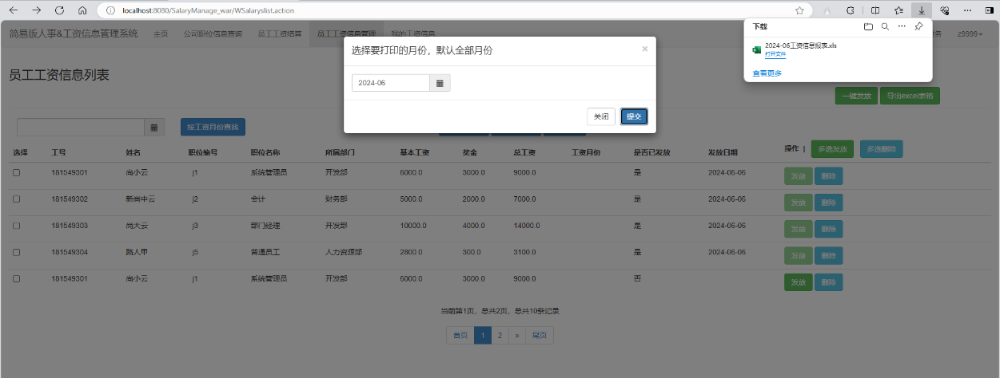 localhost:8080/SalaryManage_war/WSalaryslist.action
简易版人事&工资信息管理系统 主页 公司职位信息查询 员工工资结算 员工工资信息管理 我的工资信息 z9999
下载
2024-06工资信息报表.xls
打开文件
查看更多
选择要打印的月份，默认全部月份 ×
2024-06
关闭 提交
员工工资信息列表
一键发放 导出excel表格
按工资月份查找
选择 工号 姓名 职位编号 职位名称 所属部门 基本工资 奖金 总工资 工资月份 是否已发放 发放日期 操作 | 多选发放 多选删除
181549301 尚小云 j1 系统管理员 开发部 6000.0 3000.0 9000.0 是 2024-06-06 发放 删除
181549302 新尚中云 j2 会计 财务部 5000.0 2000.0 7000.0 是 2024-06-06 发放 删除
181549303 尚大云 j3 部门经理 开发部 10000.0 4000.0 14000.0 是 2024-06-06 发放 删除
181549304 路人甲 j5 普通员工 人力资源部 2800.0 300.0 3100.0 是 2024-06-06 发放 删除
181549301 尚小云 j1 系统管理员 开发部 6000.0 3000.0 9000.0 否 发放 删除
当前第1页，总共2页，总共10条记录
首页 1 2 » 尾页